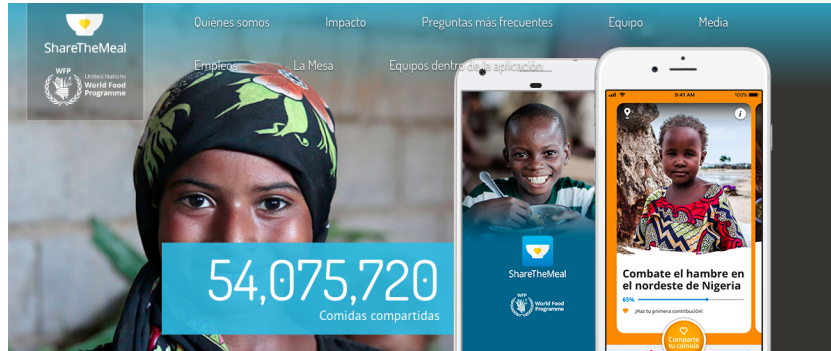 Quiénes somos
Impacto
Preguntas más frecuentes
Equipo
Media
ShareTheMeal
WFP
United Nations
World Food
Programme
Empleos
La Mesa
Equipos dentro de la aplicación
54,075,720
Comidas compartidas
ShareTheMeal
WFP
World Food
Programme
9:41 AM
100%
i
Combate el hambre en
el nordeste de Nigeria
65%
¡Haz tu primera contribución!
Comparte
tu comida